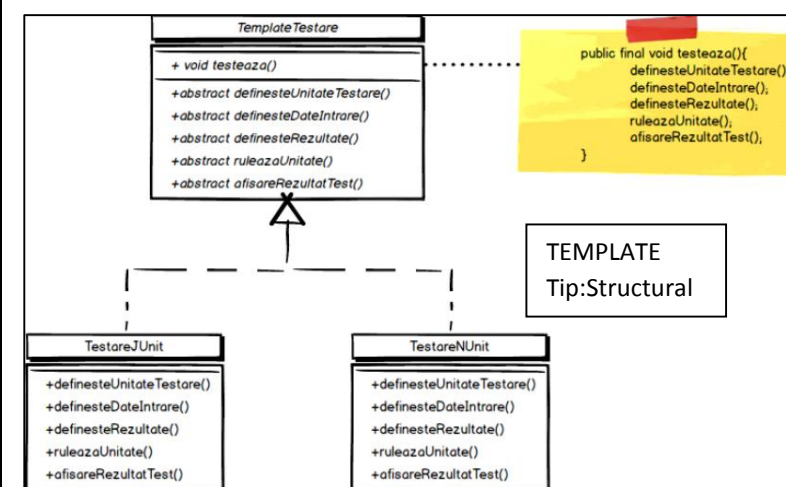 TemplateTestare
+ void testeaza()
+abstract definesteUnitateTestare()
+abstract definesteDateIntrare()
+abstract definesteRezultate()
+abstract ruleazaUnitate()
+abstract afisareRezultatTest()
public final void testeaza(){
definesteUnitateTestare()
definesteDateIntrare();
definesteRezultate();
ruleazaUnitate();
afisareRezultatTest();
}
TEMPLATE
Tip:Structural
TestareJUnit
+definesteUnitateTestare()
+definesteDateIntrare()
+definesteRezultate()
+ruleazaUnitate()
+afisareRezultatTest()
TestareNUnit
+definesteUnitateTestare()
+definesteDateIntrare()
+definesteRezultate()
+ruleazaUnitate()
+afisareRezultatTest()